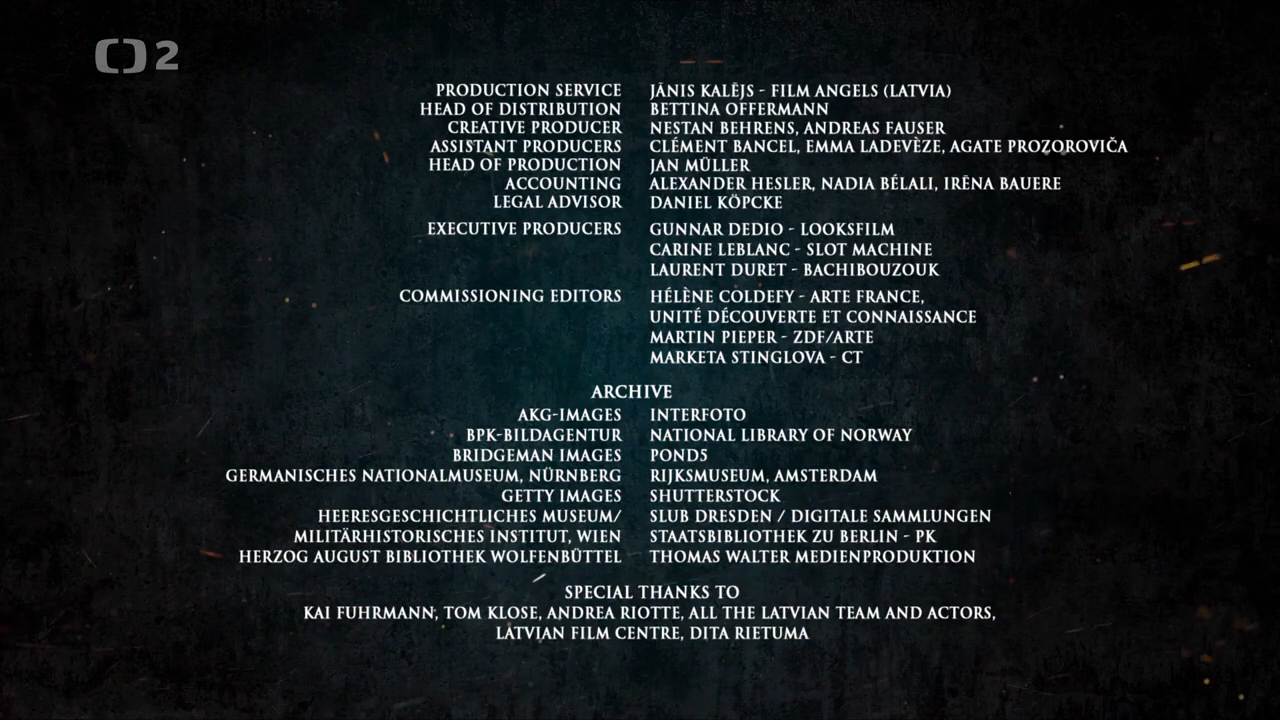 2
PRODUCTION SERVICE JĀNIS KALĒJS - FILM ANGELS (LATVIA)
HEAD OF DISTRIBUTION BETTINA OFFERMANN
CREATIVE PRODUCER NESTAN BEHRENS, ANDREAS FAUSER
ASSISTANT PRODUCERS CLÉMENT BANCEL, EMMA LADEVÈZE, AGATE PROZOROVIČA
HEAD OF PRODUCTION JAN MÜLLER
ACCOUNTING ALEXANDER HESLER, NADIA BÉLALI, IRĒNA BAUERE
LEGAL ADVISOR DANIEL KÖPCKE
EXECUTIVE PRODUCERS GUNNAR DEDIO - LOOKSFILM
CARINE LEBLANC - SLOT MACHINE
LAURENT DURET - BACHIBOUZOUK
COMMISSIONING EDITORS HÉLÈNE COLDEFY - ARTE FRANCE,
UNITÉ DÉCOUVERTE ET CONNAISSANCE
MARTIN PIEPER - ZDF/ARTE
MARKETA STINGLOVA - CT
ARCHIVE
AKG-IMAGES INTERFOTO
BPK-BILDAGENTUR NATIONAL LIBRARY OF NORWAY
BRIDGEMAN IMAGES POND5
GERMANISCHES NATIONALMUSEUM, NÜRNBERG RIJKSMUSEUM, AMSTERDAM
GETTY IMAGES SHUTTERSTOCK
HEERESGESCHICHTLICHES MUSEUM/ SLUB DRESDEN / DIGITALE SAMMLUNGEN
MILITÄRHISTORISCHES INSTITUT, WIEN STAATSBIBLIOTHEK ZU BERLIN - PK
HERZOG AUGUST BIBLIOTHEK WOLFENBÜTTEL THOMAS WALTER MEDIENPRODUKTION
SPECIAL THANKS TO
KAI FUHRMANN, TOM KLOSE, ANDREA RIOTTE, ALL THE LATVIAN TEAM AND ACTORS,
LATVIAN FILM CENTRE, DITA RIETUMA